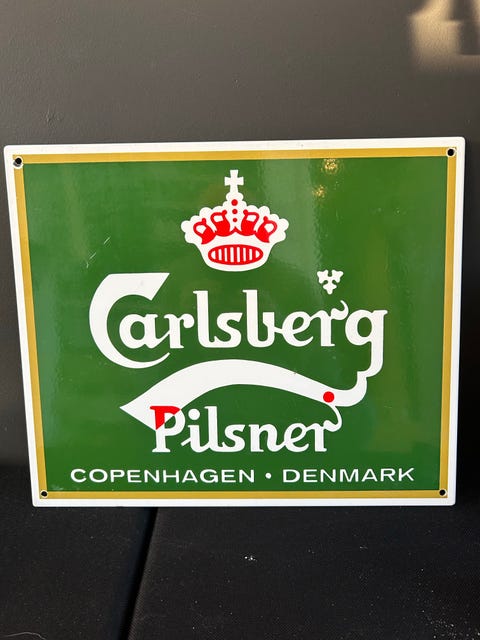 Carlsberg
Pilsner
COPENHAGEN • DENMARK